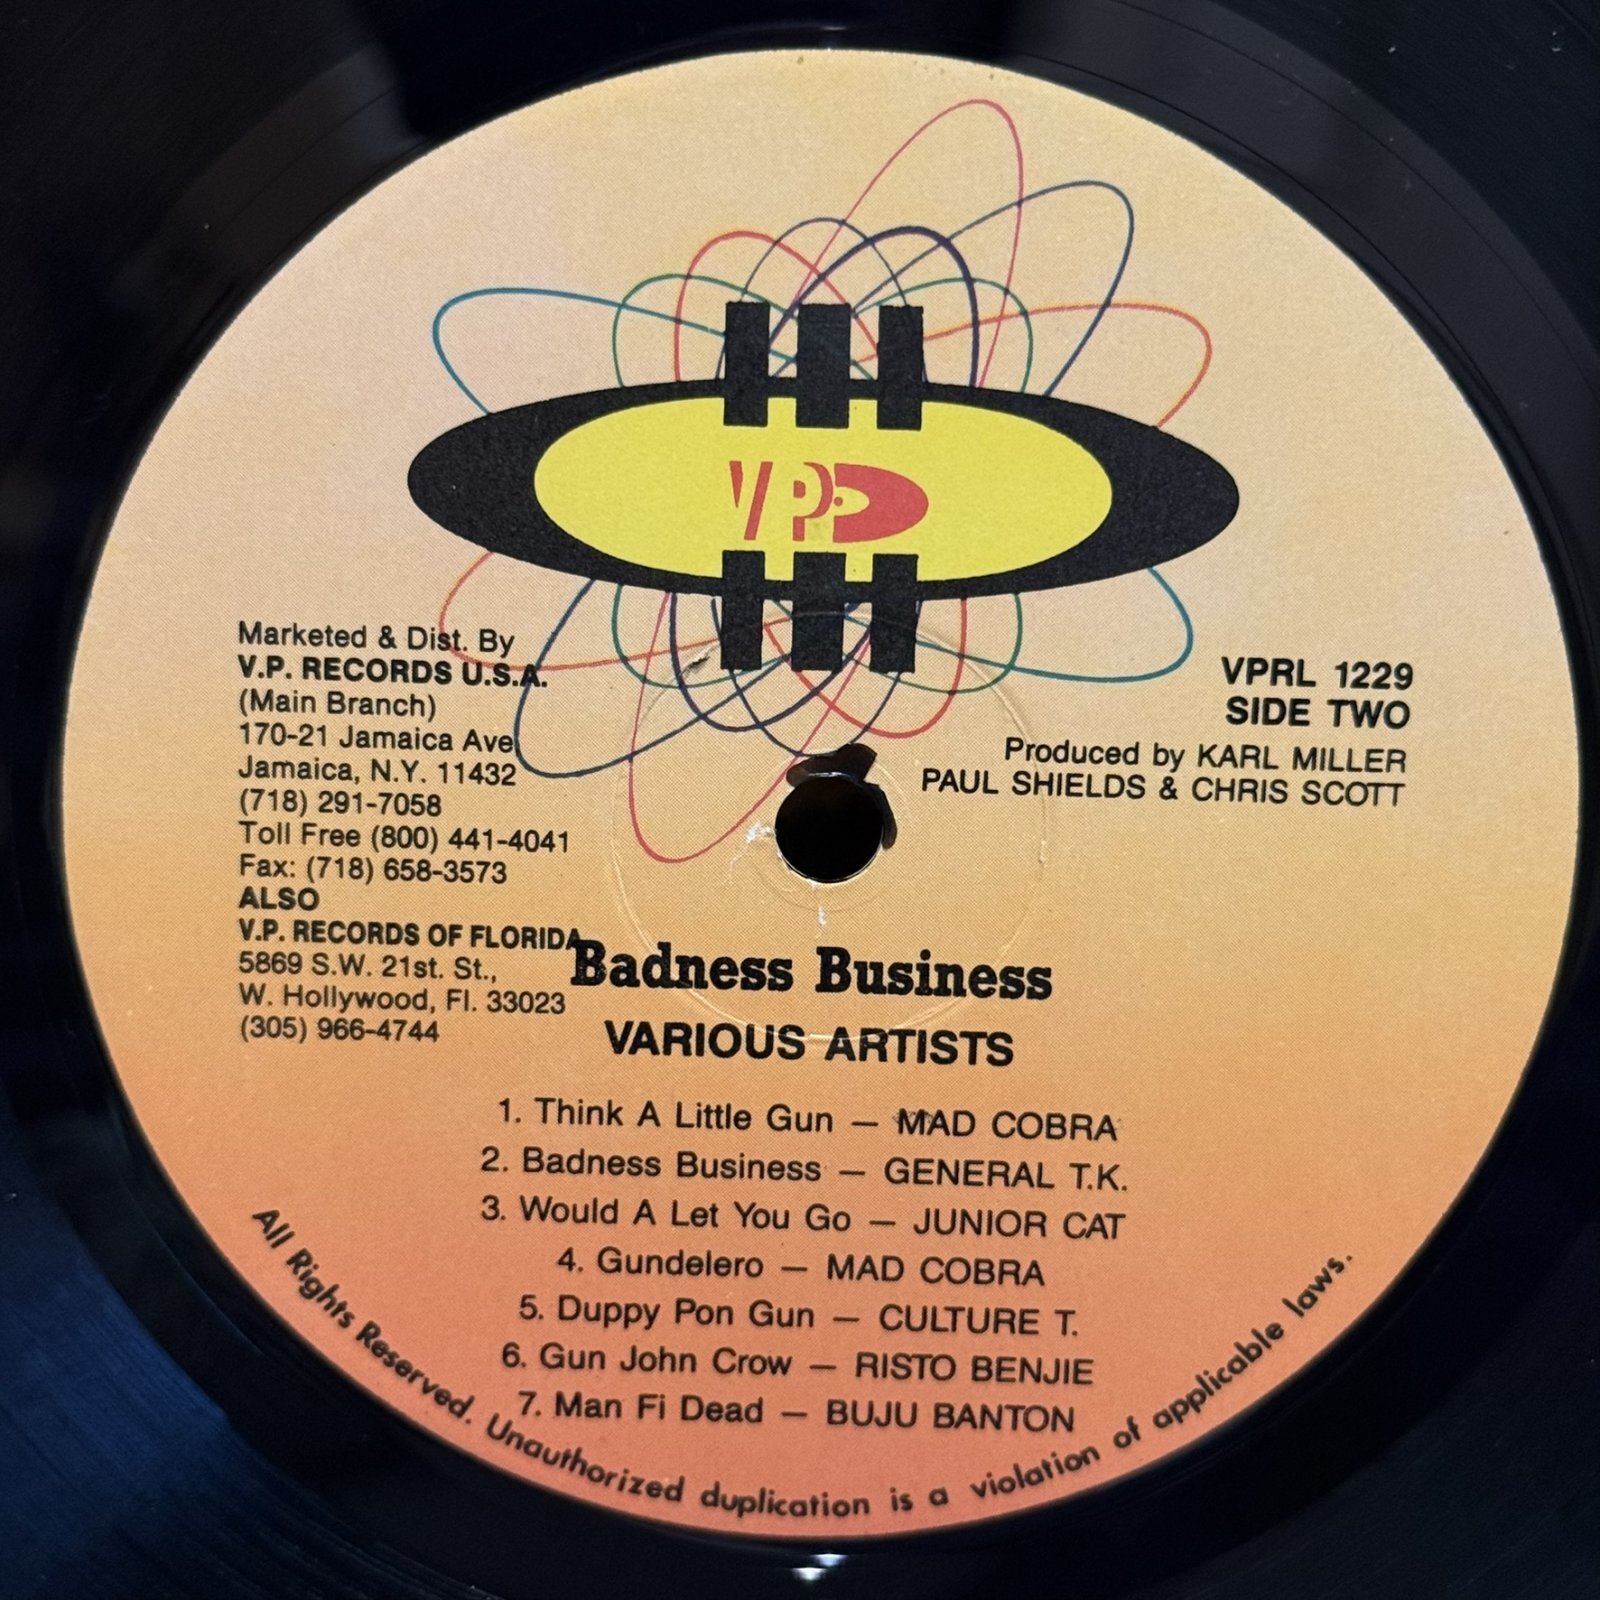 VP
Marketed & Dist. By
V.P. RECORDS U.S.A.
(Main Branch)
170-21 Jamaica Ave
Jamaica, N.Y. 11432
(718) 291-7058
Toll Free (800) 441-4041
Fax: (718) 658-3573
ALSO
V.P. RECORDS OF FLORIDA
5869 S.W. 21st. St.,
W. Hollywood, Fl. 33023
(305) 966-4744
VPRL 1229
SIDE TWO
Produced by KARL MILLER
PAUL SHIELDS & CHRIS SCOTT
Badness Business
VARIOUS ARTISTS
1. Think A Little Gun — MAD COBRA
2. Badness Business — GENERAL T.K.
3. Would A Let You Go — JUNIOR CAT
4. Gundelero — MAD COBRA
5. Duppy Pon Gun — CULTURE T.
6. Gun John Crow — RISTO BENJIE
7. Man Fi Dead — BUJU BANTON
All Rights Reserved. Unauthorized duplication is a violation of applicable laws.